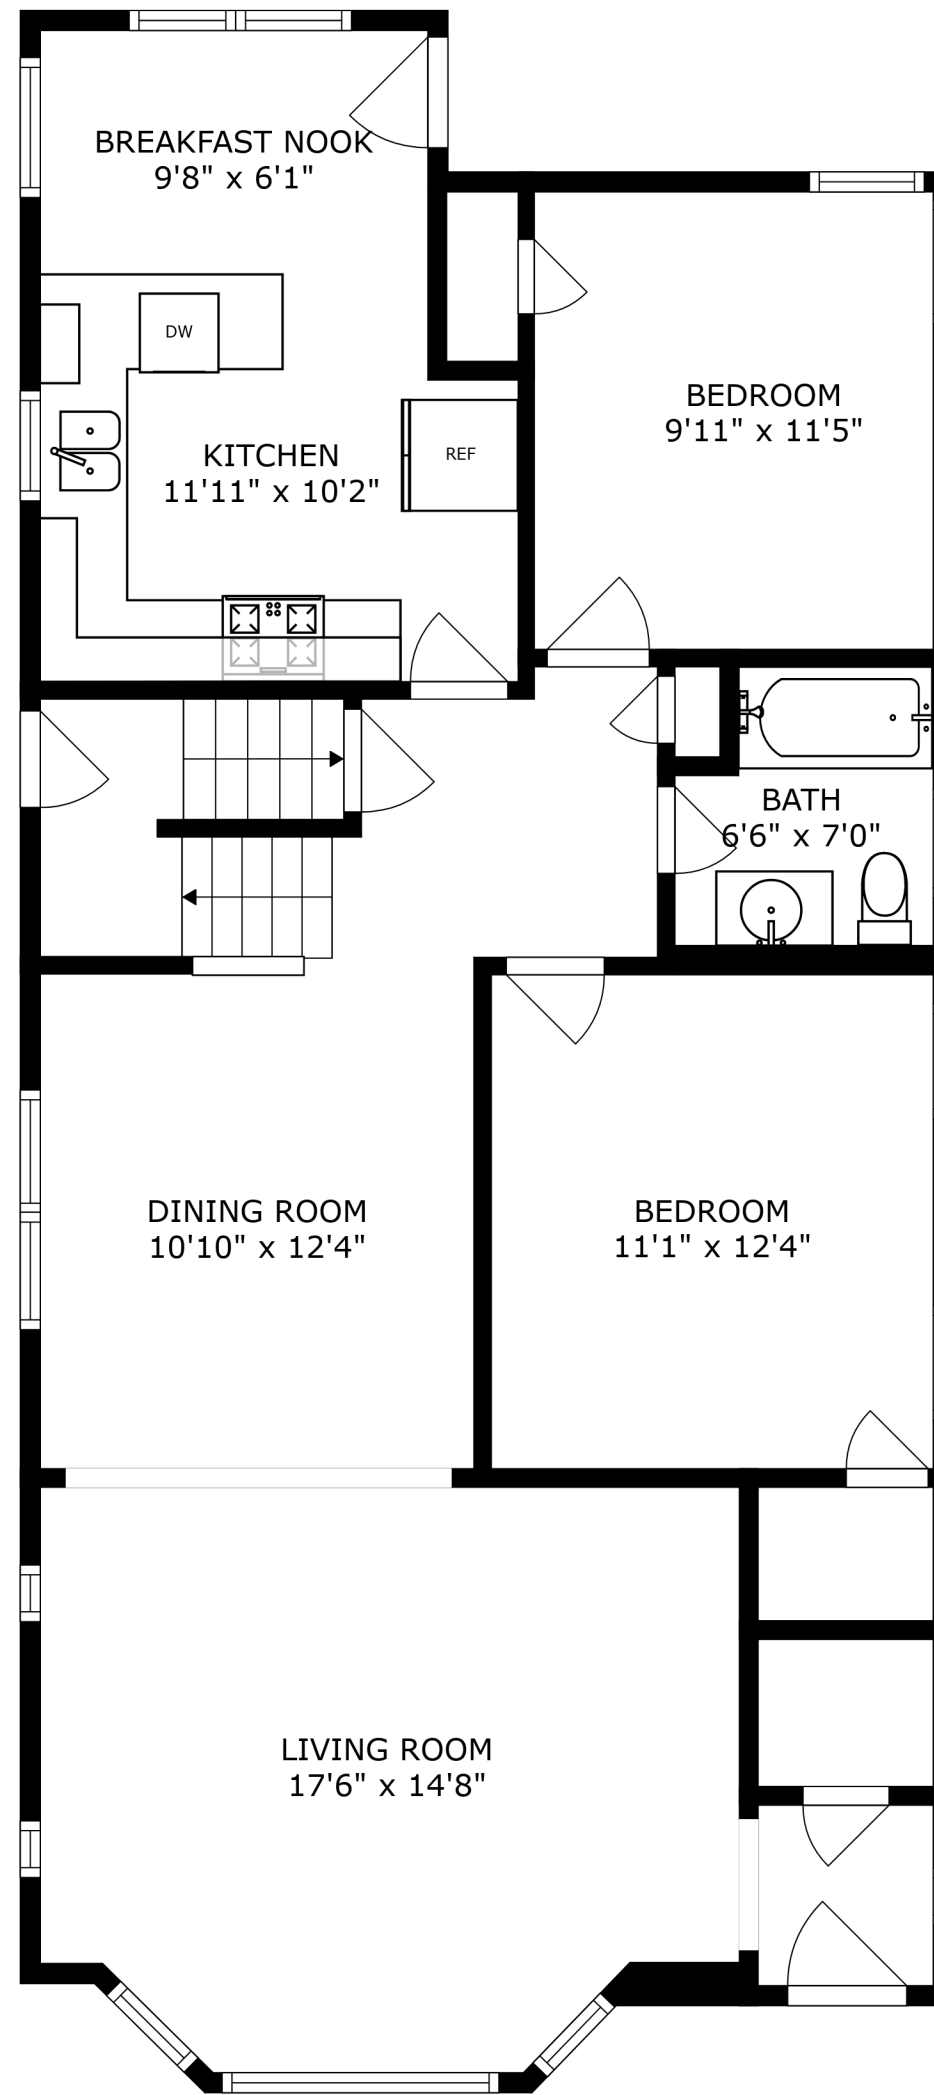 BREAKFAST NOOK
9'8" x 6'1"
DW
BEDROOM
9'11" x 11'5"
KITCHEN
11'11" x 10'2"
REF
BATH
6'6" x 7'0"
DINING ROOM
10'10" x 12'4"
BEDROOM
11'1" x 12'4"
LIVING ROOM
17'6" x 14'8"